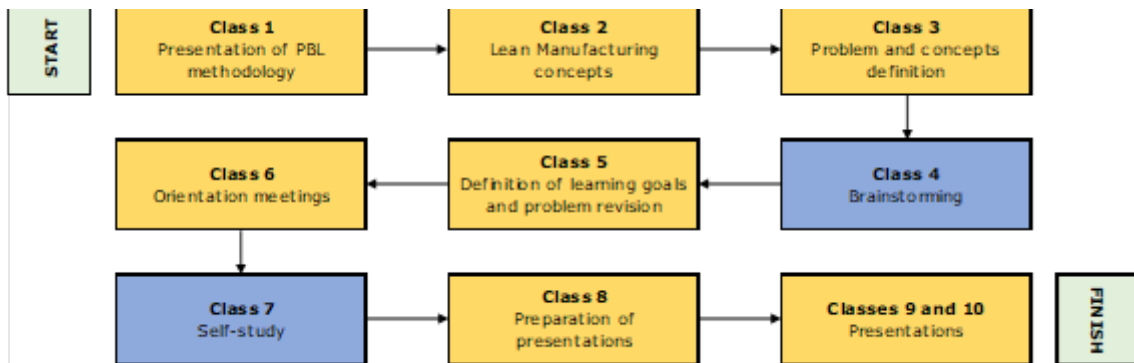 START
Class 1
Presentation of PBL
methodology
Class 2
Lean Manufacturing
concepts
Class 3
Problem and concepts
definition
Class 4
Brainstorming
Class 5
Definition of learning goals
and problem revision
Class 6
Orientation meetings
Class 7
Self-study
Class 8
Preparation of
presentations
Classes 9 and 10
Presentations
FINISH